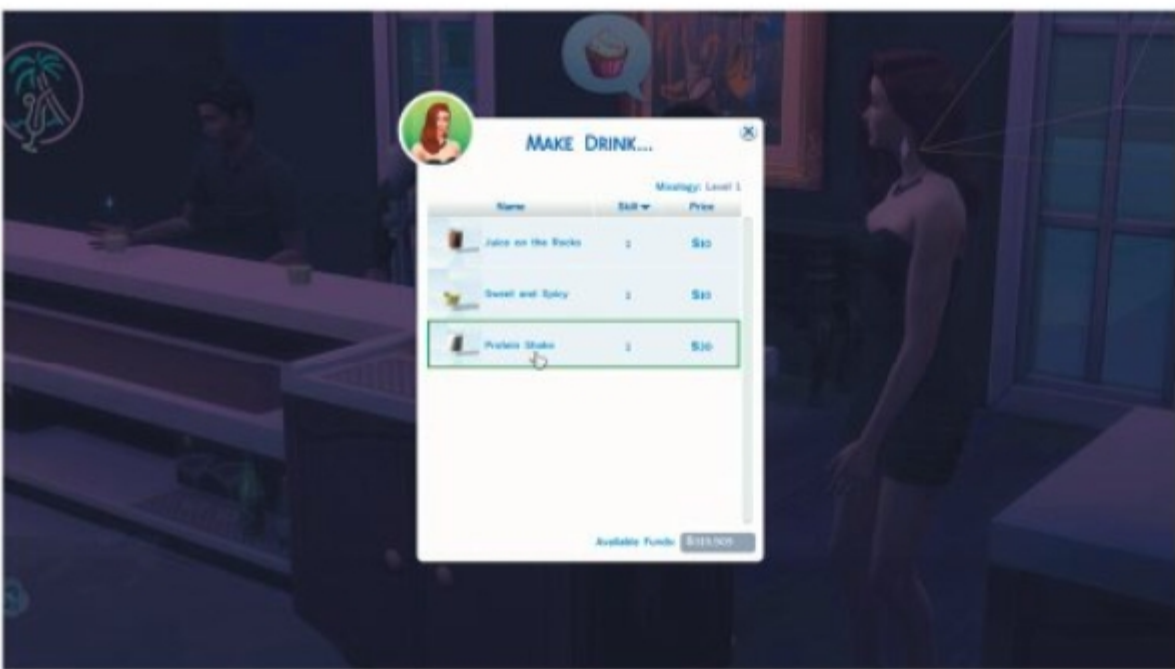 MAKE DRINK...
Mixology: Level 1
Name Skill Price
Juice on the Rocks 1 §10
Sweet and Spicy 1 §10
Protein Shake 1
Available Funds: